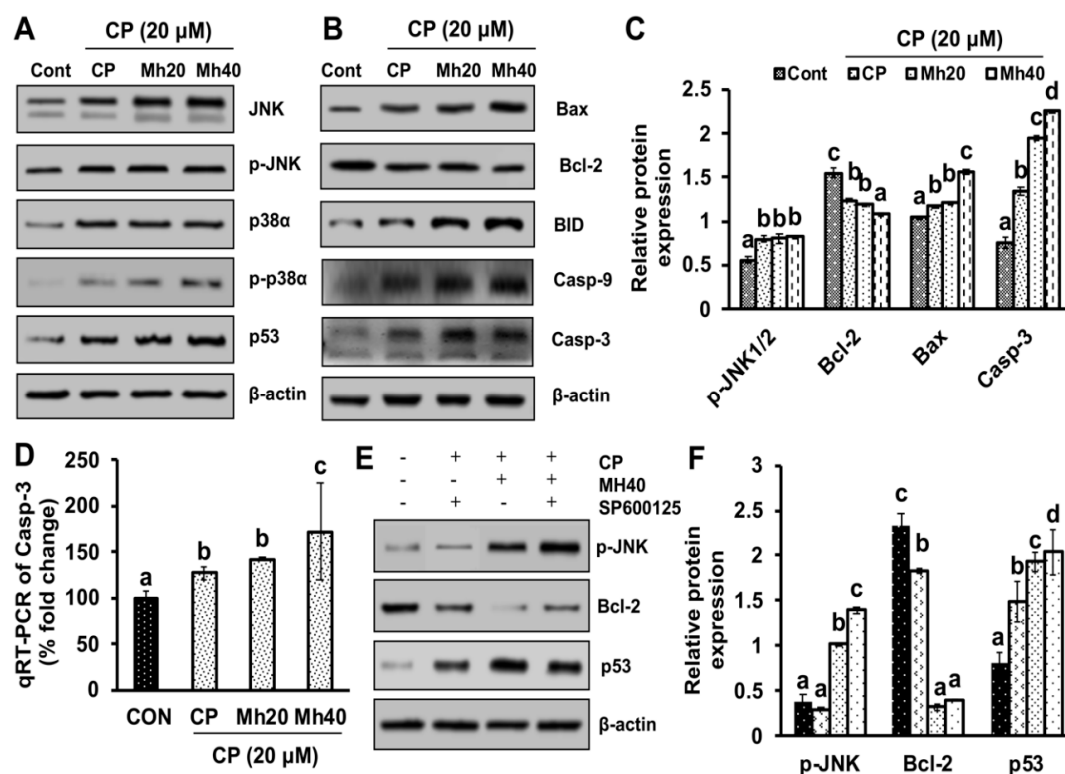 A
CP (20 µM)
Cont CP Mh20 Mh40
JNK
p-JNK
p38α
p-p38α
p53
β-actin
B
CP (20 µM)
Cont CP Mh20 Mh40
Bax
Bcl-2
BID
Casp-9
Casp-3
β-actin
C
CP (20 µM)
Cont CP Mh20 Mh40
Relative protein
expression
2.5
2
1.5
1
0.5
0
a b b b
c b b a
a b b c
a b c d
p-JNK1/2 Bcl-2 Bax Casp-3
D
qRT-PCR of Casp-3
(% fold change)
250
200
150
100
50
0
a b b c
CON CP Mh20 Mh40
CP (20 µM)
E
- + + + CP
- - + + MH40
- + - + SP600125
p-JNK
Bcl-2
p53
β-actin
F
Relative protein
expression
3
2.5
2
1.5
1
0.5
0
a a b c
c b a a
a b c d
p-JNK Bcl-2 p53